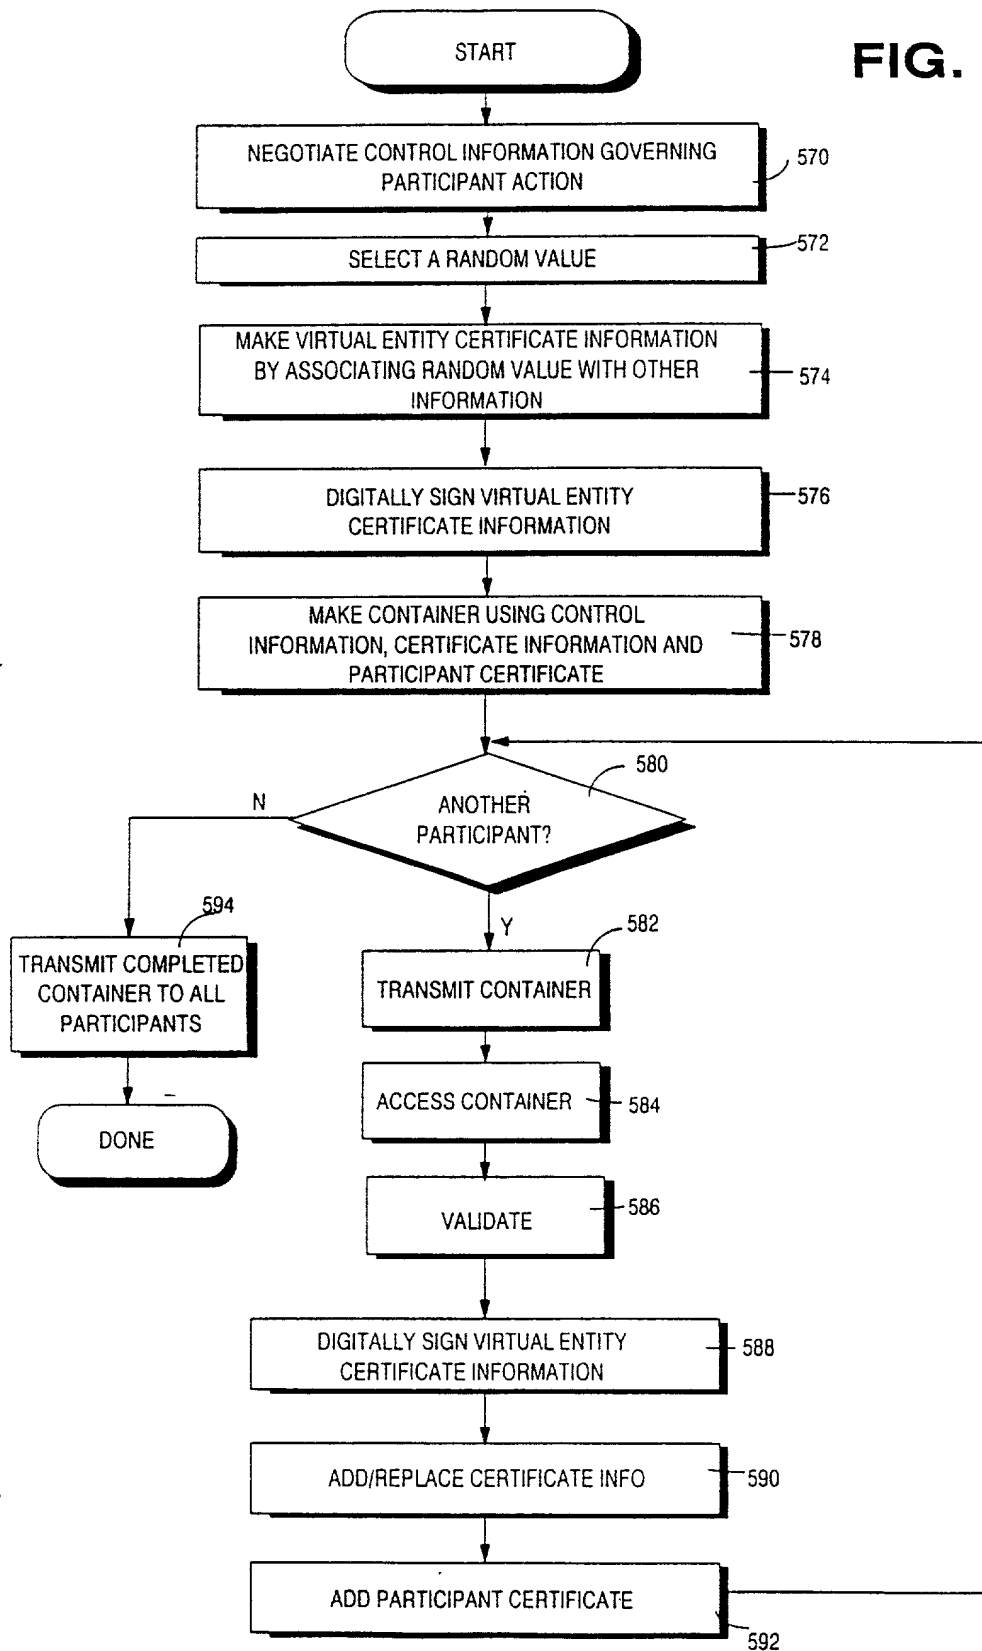 START
FIG.
NEGOTIATE CONTROL INFORMATION GOVERNING
PARTICIPANT ACTION
570
SELECT A RANDOM VALUE
572
MAKE VIRTUAL ENTITY CERTIFICATE INFORMATION
BY ASSOCIATING RANDOM VALUE WITH OTHER
INFORMATION
574
DIGITALLY SIGN VIRTUAL ENTITY
CERTIFICATE INFORMATION
576
MAKE CONTAINER USING CONTROL
INFORMATION, CERTIFICATE INFORMATION AND
PARTICIPANT CERTIFICATE
578
580
ANOTHER
PARTICIPANT?
N
Y
594
TRANSMIT COMPLETED
CONTAINER TO ALL
PARTICIPANTS
DONE
582
TRANSMIT CONTAINER
ACCESS CONTAINER
584
VALIDATE
586
DIGITALLY SIGN VIRTUAL ENTITY
CERTIFICATE INFORMATION
588
ADD/REPLACE CERTIFICATE INFO
590
ADD PARTICIPANT CERTIFICATE
592